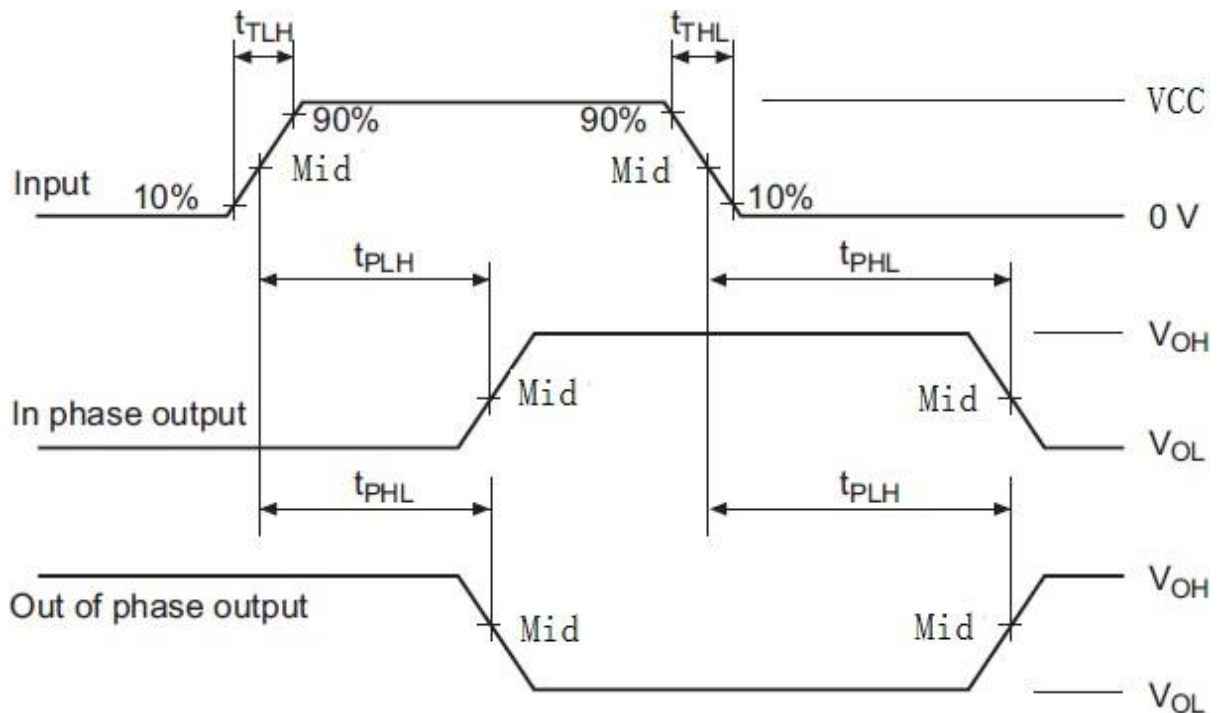 tTLH
tTHL
VCC
90%
90%
Mid
Mid
Input
10%
10%
0 V
tPLH
tPHL
VOH
Mid
Mid
In phase output
VOL
tPHL
tPLH
VOH
Out of phase output
Mid
Mid
VOL